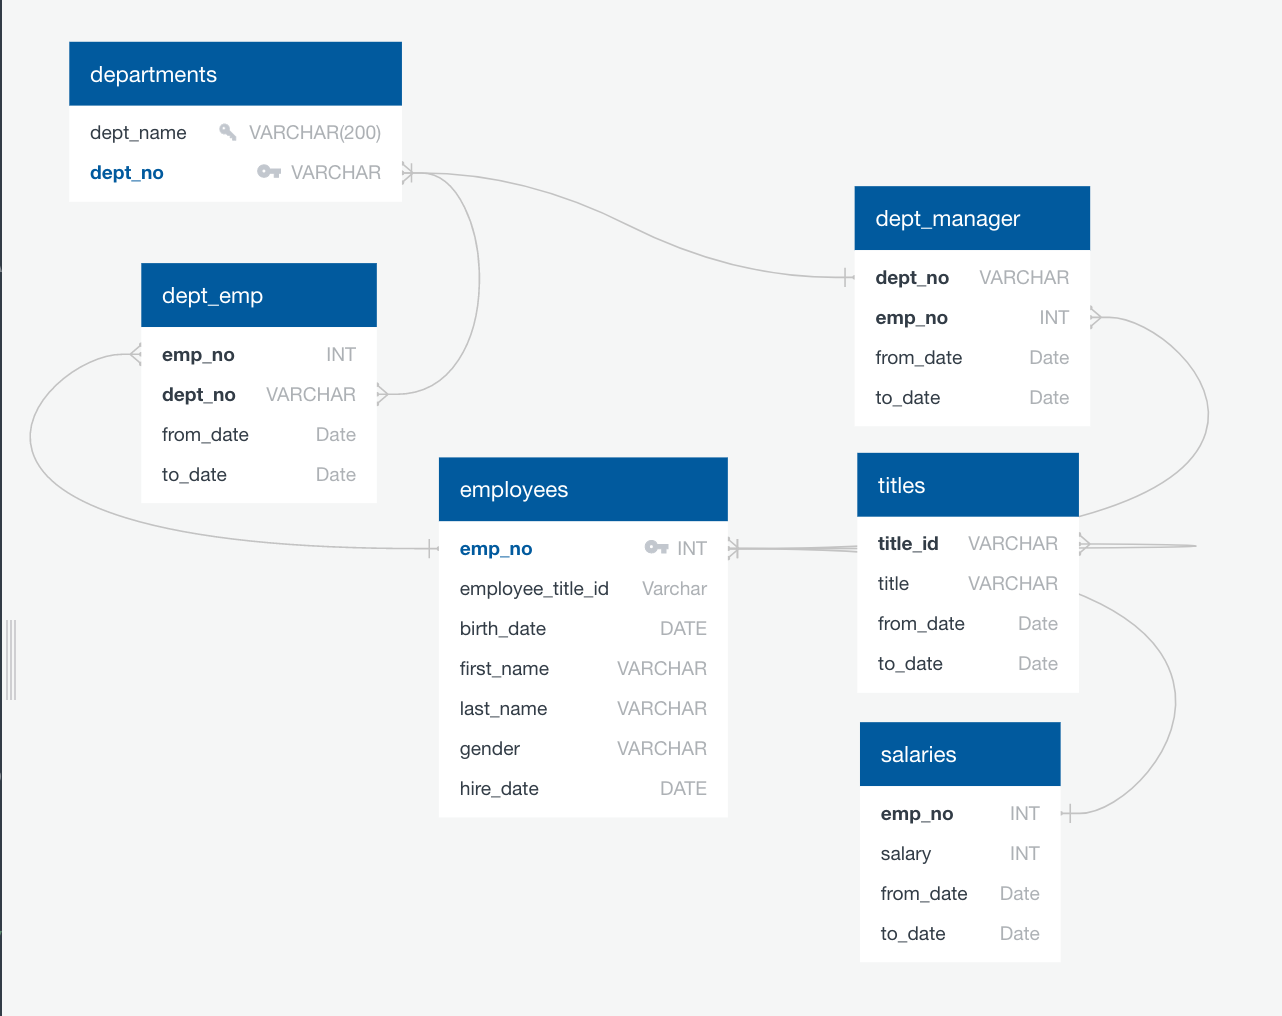 departments
dept_name VARCHAR(200)
dept_no VARCHAR
dept_emp
emp_no INT
dept_no VARCHAR
from_date Date
to_date Date
employees
emp_no INT
employee_title_id Varchar
birth_date DATE
first_name VARCHAR
last_name VARCHAR
gender VARCHAR
hire_date DATE
dept_manager
dept_no VARCHAR
emp_no INT
from_date Date
to_date Date
titles
title_id VARCHAR
title VARCHAR
from_date Date
to_date Date
salaries
emp_no INT
salary INT
from_date Date
to_date Date